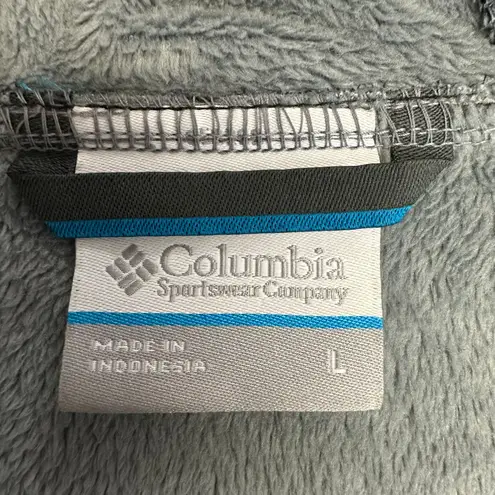 Columbia
Sportswear Company
MADE IN
INDONESIA
L